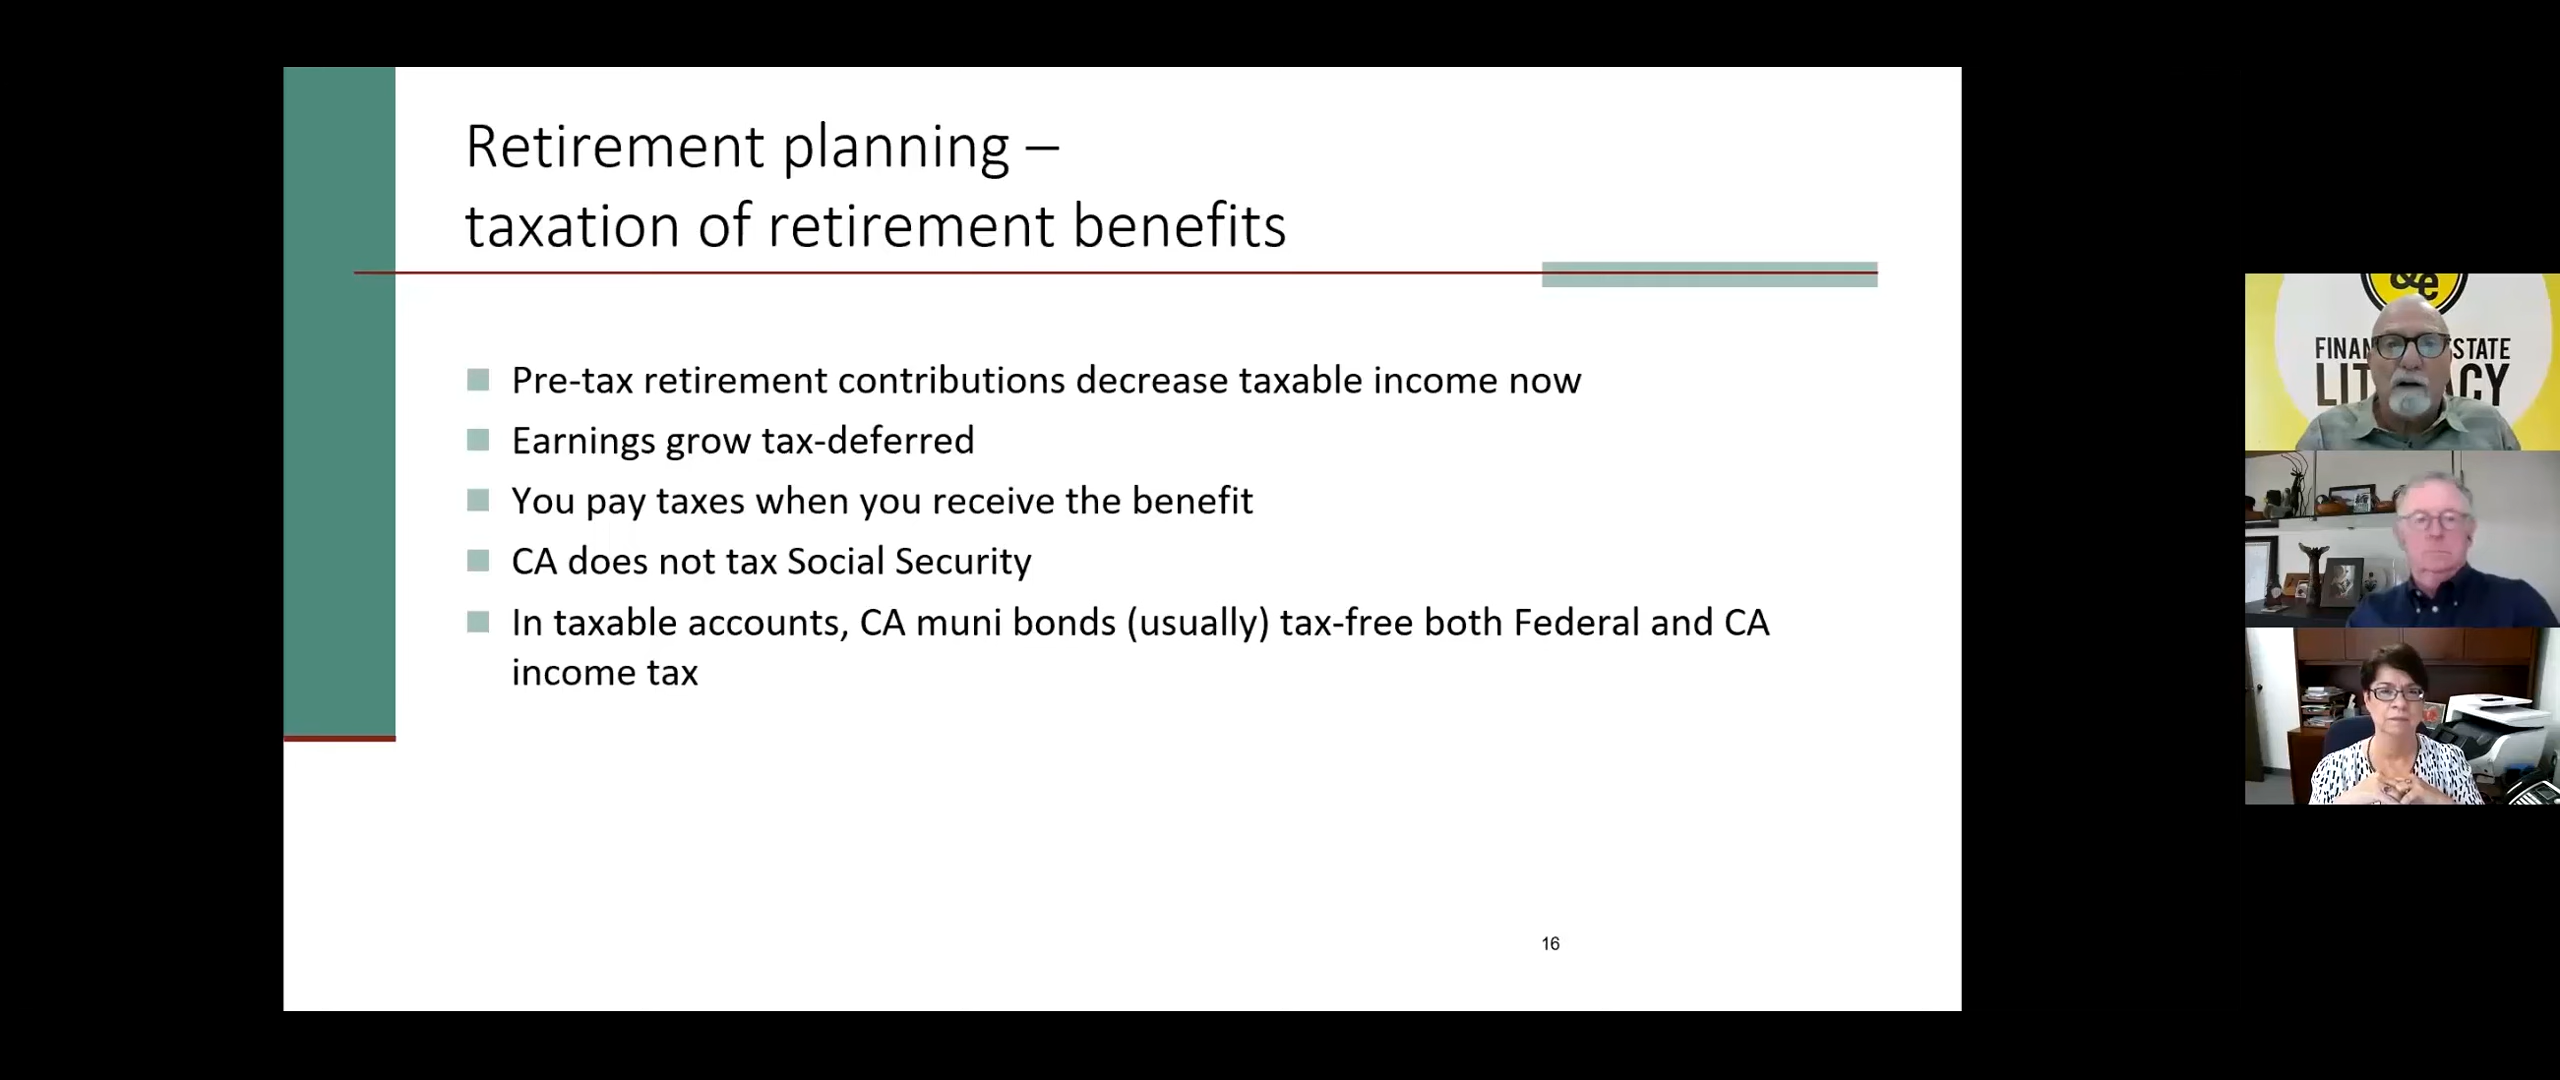 Retirement planning –
taxation of retirement benefits
Pre-tax retirement contributions decrease taxable income now
Earnings grow tax-deferred
You pay taxes when you receive the benefit
CA does not tax Social Security
In taxable accounts, CA muni bonds (usually) tax-free both Federal and CA
income tax
16
&e